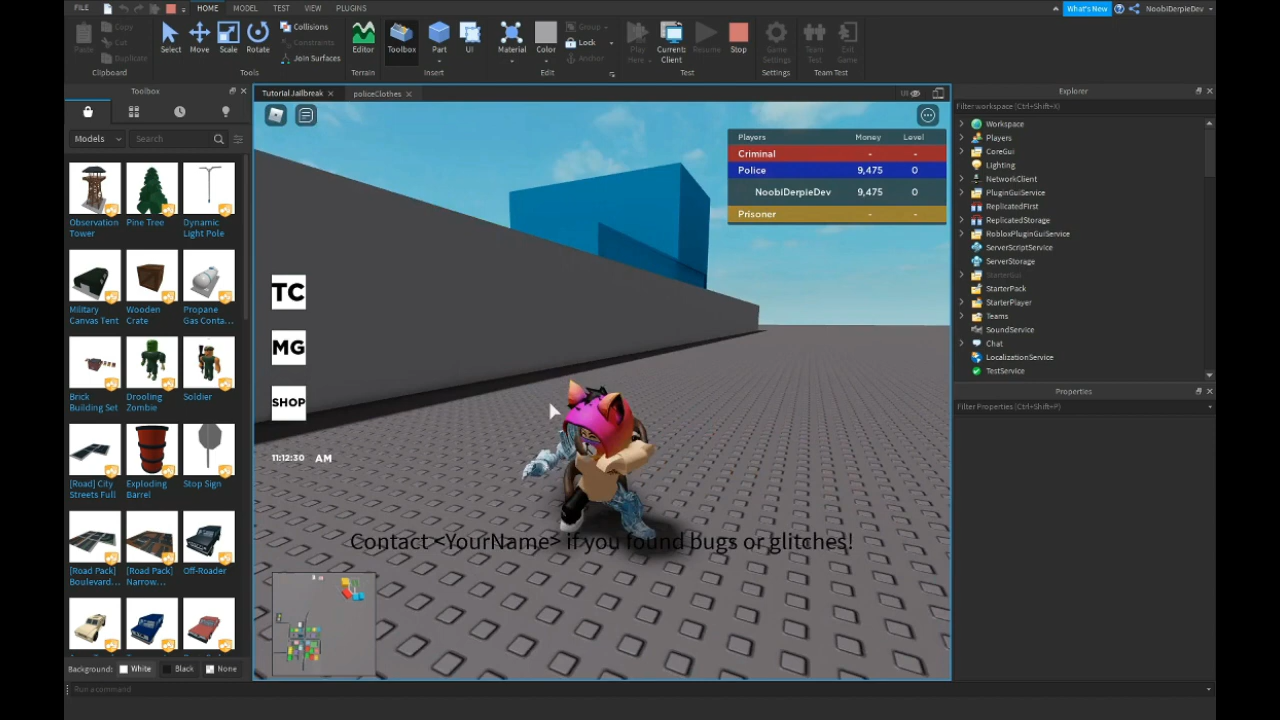 FILE
HOME
MODEL
TEST
VIEW
PLUGINS
What's New
NoobiDerpieDev
Paste
Copy
Cut
Duplicate
Clipboard
Select
Move
Scale
Rotate
Collisions
Constraints
Join Surfaces
Tools
Editor
Terrain
Toolbox
Part
UI
Insert
Material
Color
Group
Lock
Anchor
Edit
Play Here
Current: Client
Resume
Stop
Test
Game Settings
Settings
Team Test
Exit Game
Team Test
Toolbox
Models
Search
Observation Tower
Pine Tree
Dynamic Light Pole
Military Canvas Tent
Wooden Crate
Propane Gas Conta...
Brick Building Set
Drooling Zombie
Soldier
[Road] City Streets Full
Exploding Barrel
Stop Sign
[Road Pack] Boulevard...
[Road Pack] Narrow...
Off-Roader
Background:
White
Black
None
Run a command
Tutorial.Jailbreak
policeClothes
UI
Players Money Level
Criminal - -
Police 9,475 0
NoobiDerpieDev 9,475 0
Prisoner - -
TC
MG
SHOP
11:12:30 AM
Contact <YourName> if you found bugs or glitches!
Explorer
Filter workspace (Ctrl+Shift+X)
Workspace
Players
CoreGui
Lighting
NetworkClient
PluginGuiService
ReplicatedFirst
ReplicatedStorage
RobloxPluginGuiService
ServerScriptService
ServerStorage
StarterGui
StarterPack
StarterPlayer
Teams
SoundService
Chat
LocalizationService
TestService
Properties
Filter Properties (Ctrl+Shift+P)